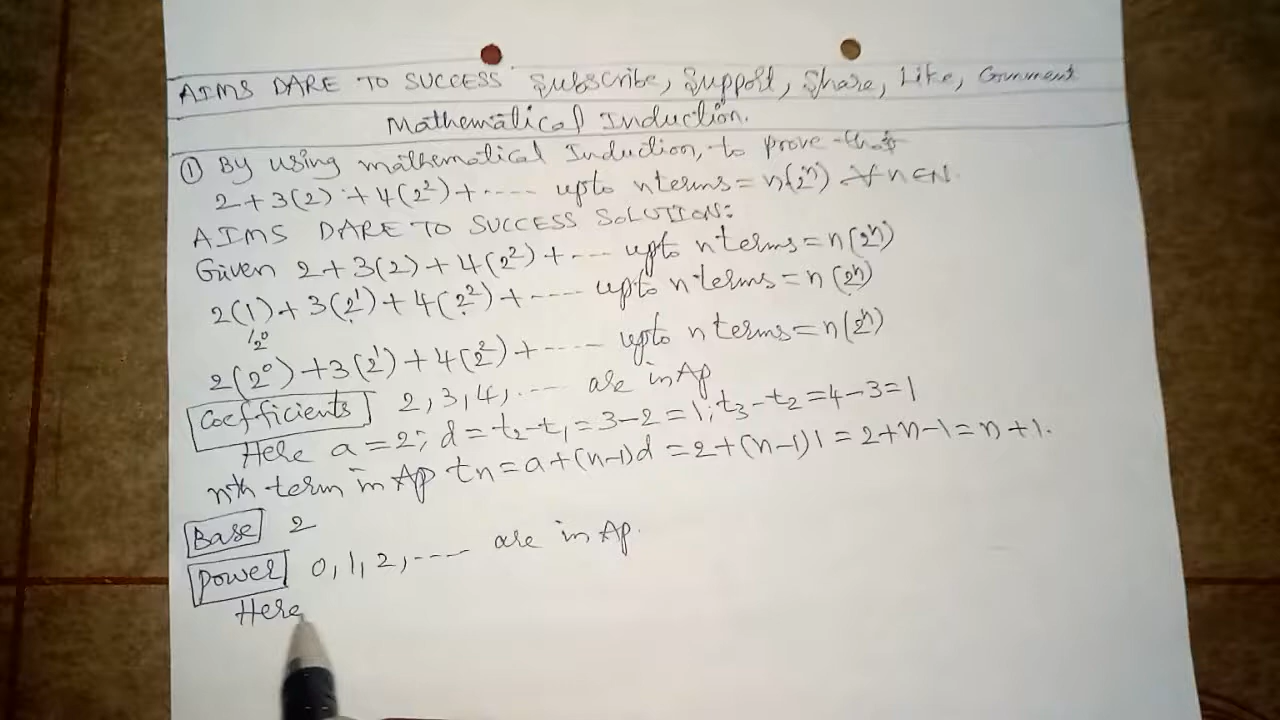 AIMS DARE TO SUCCESS Subscribe, Support, Share, Like, Comment
Mathematical Induction.
① By using mathematical Induction, to prove that
2+3(2)+4(2²)+..... upto n terms = n(2ⁿ) ∀ n∈N.
AIMS DARE TO SUCCESS SOLUTION:
Given 2+3(2)+4(2²)+.... upto n terms = n(2ⁿ)
2(1)+3(2¹)+4(2²)+..... upto n terms = n(2ⁿ)
2⁰
2(2⁰)+3(2¹)+4(2²)+..... upto n terms = n(2ⁿ)
Coefficients 2,3,4,..... are in Ap
Here a=2; d=t₂-t₁=3-2=1; t₃-t₂=4-3=1
nth term in Ap tn=a+(n-1)d=2+(n-1)1=2+n-1=n+1.
Base 2
Power 0,1,2,---- are in Ap.
Here